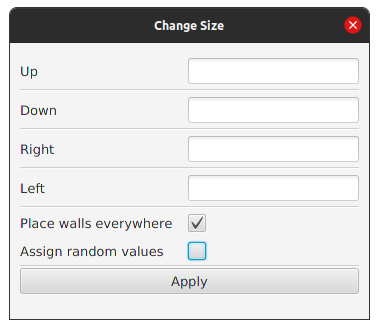 Change Size
Up
Down
Right
Left
Place walls everywhere
Assign random values
Apply